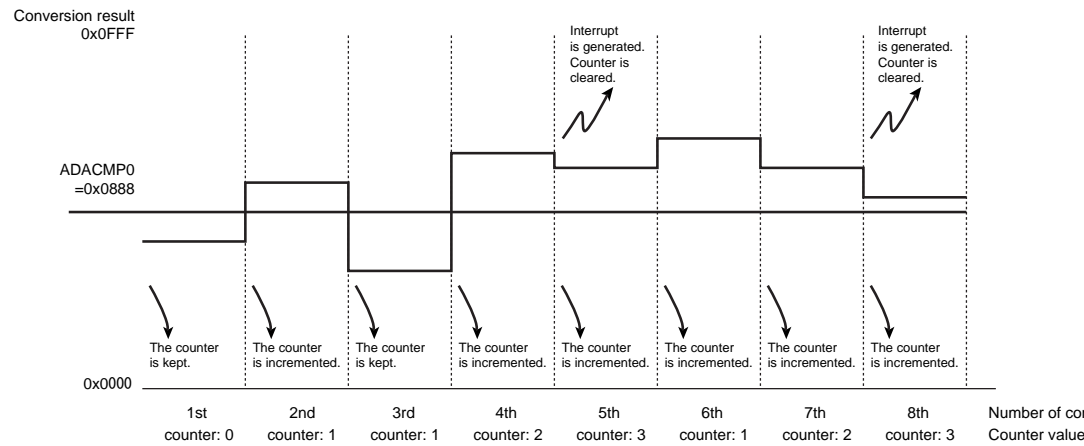 Conversion result
0x0FFF
Interrupt
is generated.
Counter is
cleared.
Interrupt
is generated.
Counter is
cleared.
ADACMP0
=0x0888
The counter
is kept.
The counter
is incremented.
The counter
is kept.
The counter
is incremented.
The counter
is incremented.
The counter
is incremented.
The counter
is incremented.
The counter
is incremented.
0x0000
1st 2nd 3rd 4th 5th 6th 7th 8th Number of
counter: 0 counter: 1 counter: 1 counter: 2 counter: 3 counter: 1 counter: 2 counter: 3 Counter value